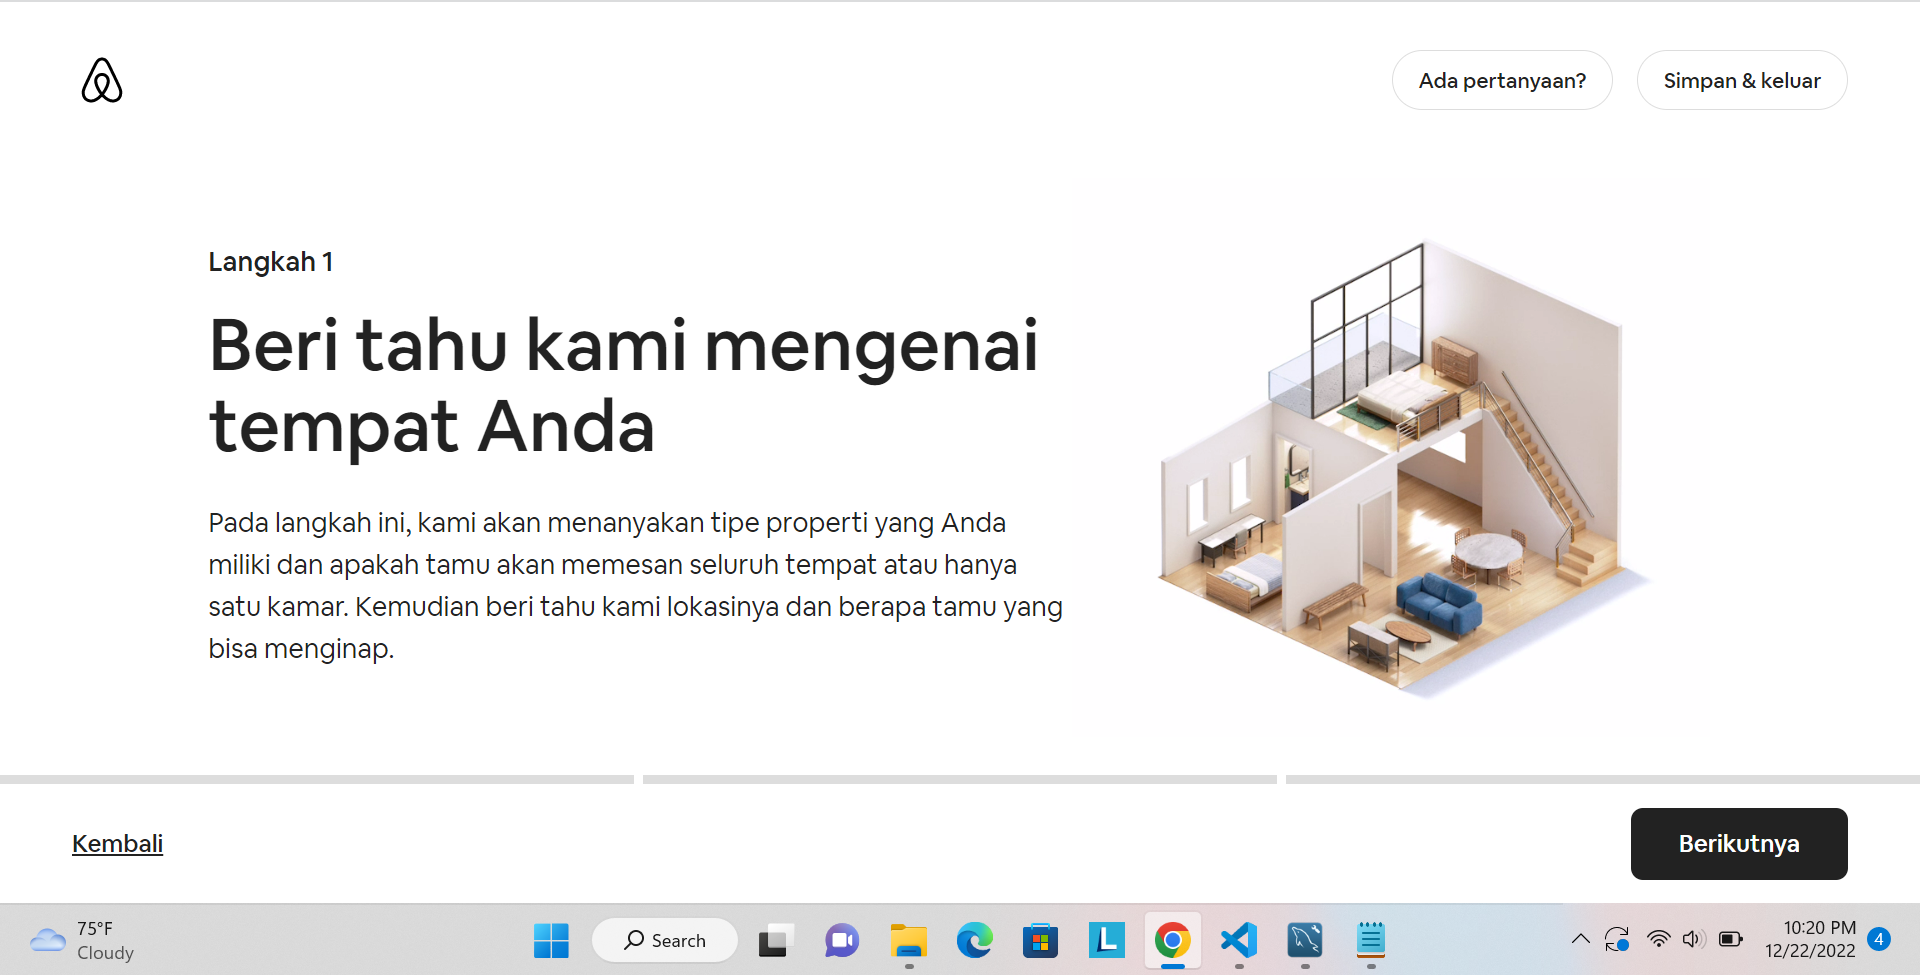 Ada pertanyaan?
Simpan & keluar
Langkah 1
Beri tahu kami mengenai
tempat Anda
Pada langkah ini, kami akan menanyakan tipe properti yang Anda
miliki dan apakah tamu akan memesan seluruh tempat atau hanya
satu kamar. Kemudian beri tahu kami lokasinya dan berapa tamu yang
bisa menginap.
Kembali
Berikutnya
75°F
Cloudy
Search
L
10:20 PM
12/22/2022
4